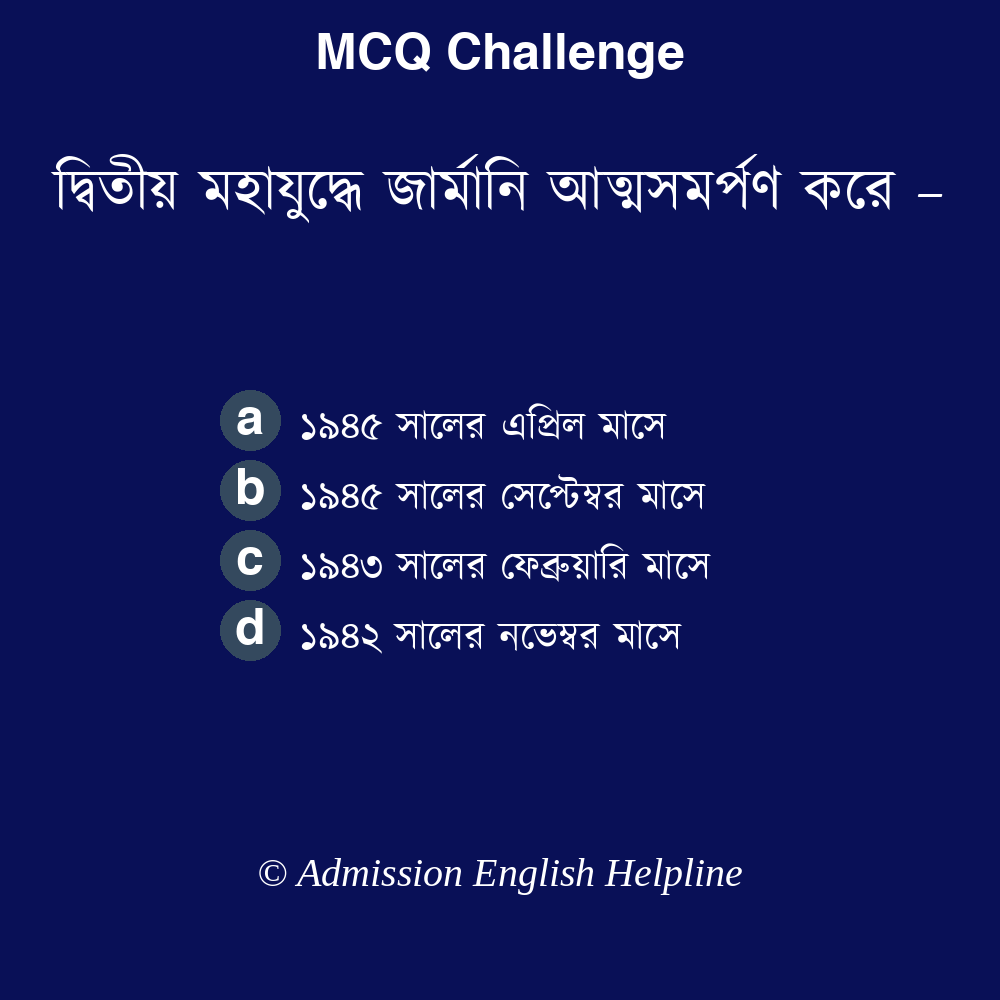 MCQ Challenge
দ্বিতীয় মহাযুদ্ধে জার্মানি আত্মসমর্পণ করে –
a ১৯৪৫ সালের এপ্রিল মাসে
b ১৯৪৫ সালের সেপ্টেম্বর মাসে
c ১৯৪৩ সালের ফেব্রুয়ারি মাসে
d ১৯৪২ সালের নভেম্বর মাসে
© Admission English Helpline